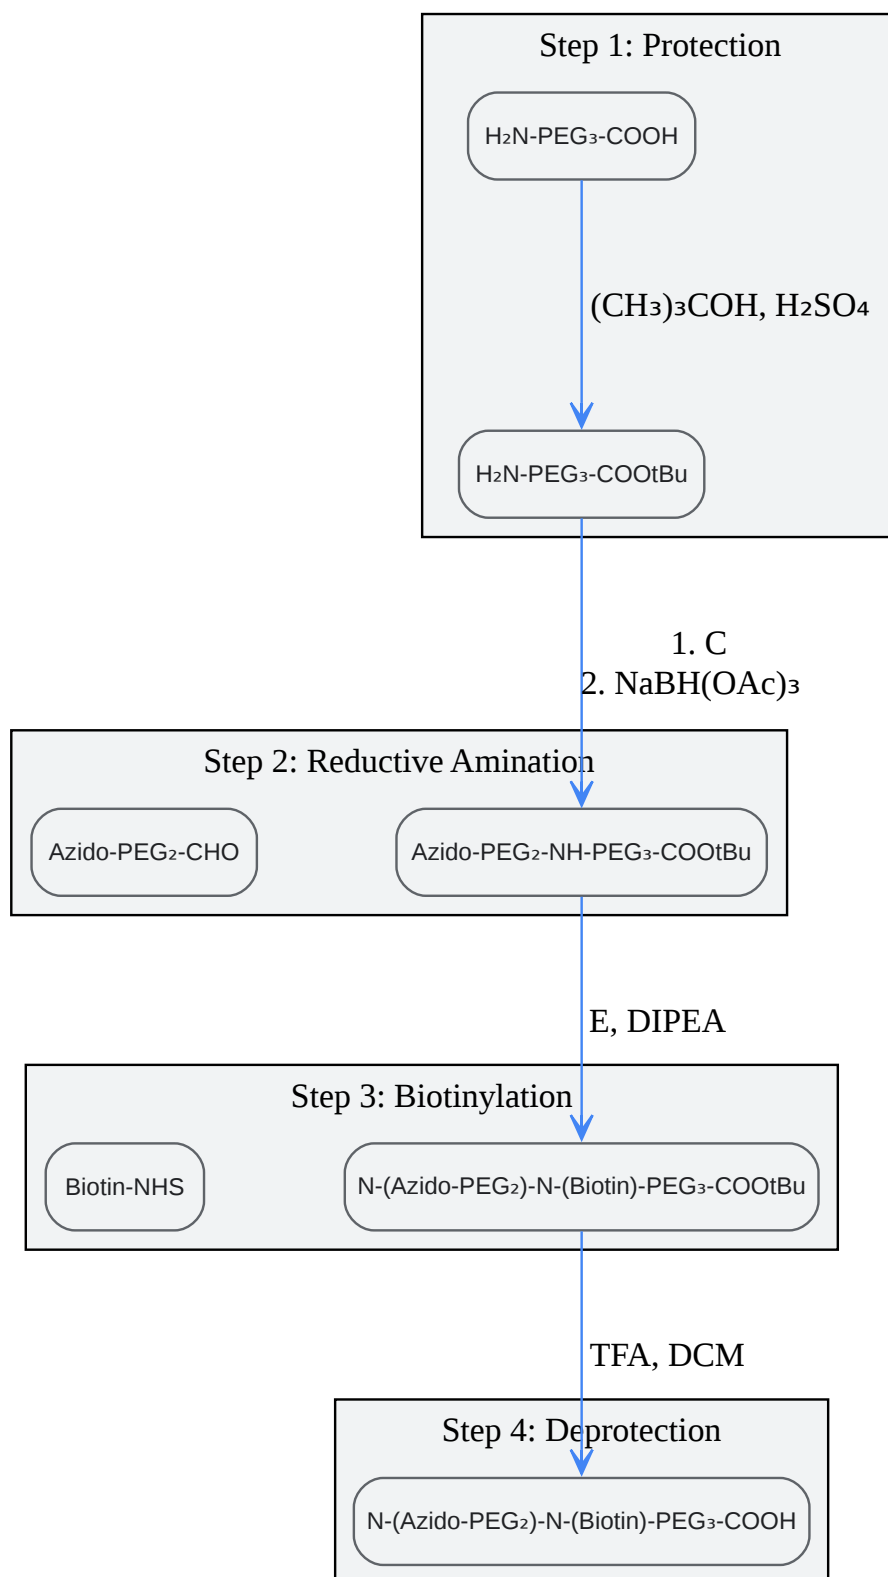 Step 1: Protection
H₂N-PEG₃-COOH
(CH₃)₃COH, H₂SO₄
H₂N-PEG₃-COOtBu
1. C
2. NaBH(OAc)₃
Step 2: Reductive Amination
Azido-PEG₂-CHO
Azido-PEG₂-NH-PEG₃-COOtBu
E, DIPEA
Step 3: Biotinylation
Biotin-NHS
N-(Azido-PEG₂)-N-(Biotin)-PEG₃-COOtBu
TFA, DCM
Step 4: Deprotection
N-(Azido-PEG₂)-N-(Biotin)-PEG₃-COOH